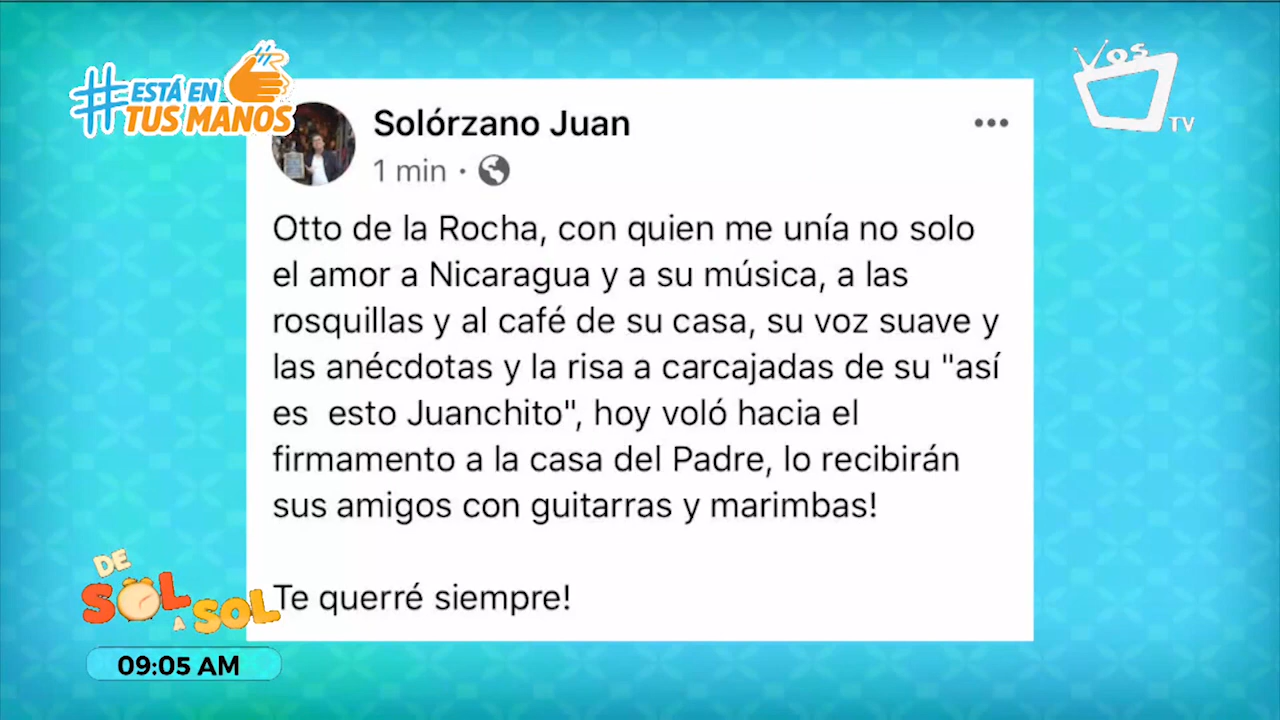 #ESTÁ EN
TUS MANOS
HR
VOS
TV
Solórzano Juan
1 min ·
Otto de la Rocha, con quien me unía no solo
el amor a Nicaragua y a su música, a las
rosquillas y al café de su casa, su voz suave y
las anécdotas y la risa a carcajadas de su "así
es  esto Juanchito", hoy voló hacia el
firmamento a la casa del Padre, lo recibirán
sus amigos con guitarras y marimbas!
Te querré siempre!
DE
SOL
A SOL
09:05 AM